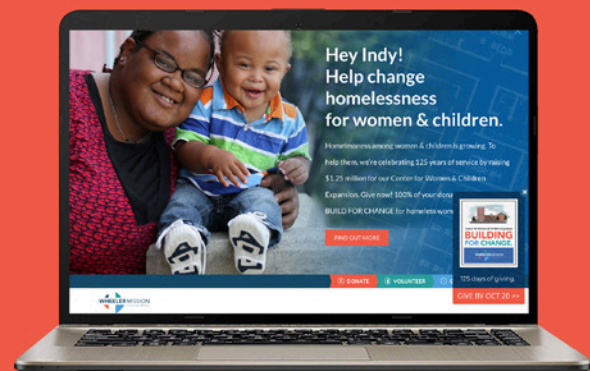 Hey Indy!
Help change
homelessness
for women & children.
Homelessness among women & children is growing. To
help them, we're celebrating 125 years of service by raising
$1.25 million for our Center for Women & Children
Expansion. Give now! 100% of your dona
BUILD FOR CHANGE for homeless wom
FIND OUT MORE
BUILDING
FOR CHANGE.
125 days of giving.
GIVE BY OCT 20 >>
DONATE
VOLUNTEER
WHEELER MISSION